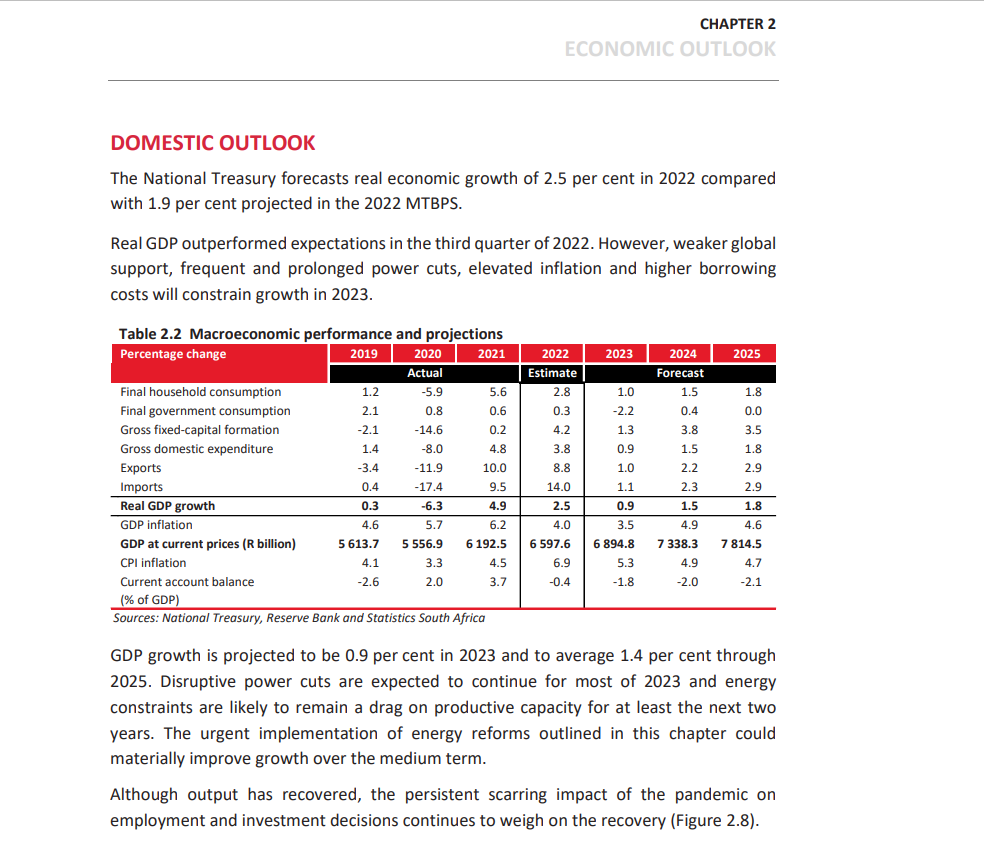 CHAPTER 2
ECONOMIC OUTLOOK
DOMESTIC OUTLOOK
The National Treasury forecasts real economic growth of 2.5 per cent in 2022 compared
with 1.9 per cent projected in the 2022 MTBPS.
Real GDP outperformed expectations in the third quarter of 2022. However, weaker global
support, frequent and prolonged power cuts, elevated inflation and higher borrowing
costs will constrain growth in 2023.
Table 2.2 Macroeconomic performance and projections
Percentage change 2019 2020 2021 2022 2023 2024 2025
Actual Estimate Forecast
Final household consumption 1.2 -5.9 5.6 2.8 1.0 1.5 1.8
Final government consumption 2.1 0.8 0.6 0.3 -2.2 0.4 0.0
Gross fixed-capital formation -2.1 -14.6 0.2 4.2 1.3 3.8 3.5
Gross domestic expenditure 1.4 -8.0 4.8 3.8 0.9 1.5 1.8
Exports -3.4 -11.9 10.0 8.8 1.0 2.2 2.9
Imports 0.4 -17.4 9.5 14.0 1.1 2.3 2.9
Real GDP growth 0.3 -6.3 4.9 2.5 0.9 1.5 1.8
GDP inflation 4.6 5.7 6.2 4.0 3.5 4.9 4.6
GDP at current prices (R billion) 5 613.7 5 556.9 6 192.5 6 597.6 6 894.8 7 338.3 7 814.5
CPI inflation 4.1 3.3 4.5 6.9 5.3 4.9 4.7
Current account balance -2.6 2.0 3.7 -0.4 -1.8 -2.0 -2.1
(% of GDP)
Sources: National Treasury, Reserve Bank and Statistics South Africa
GDP growth is projected to be 0.9 per cent in 2023 and to average 1.4 per cent through
2025. Disruptive power cuts are expected to continue for most of 2023 and energy
constraints are likely to remain a drag on productive capacity for at least the next two
years. The urgent implementation of energy reforms outlined in this chapter could
materially improve growth over the medium term.
Although output has recovered, the persistent scarring impact of the pandemic on
employment and investment decisions continues to weigh on the recovery (Figure 2.8).